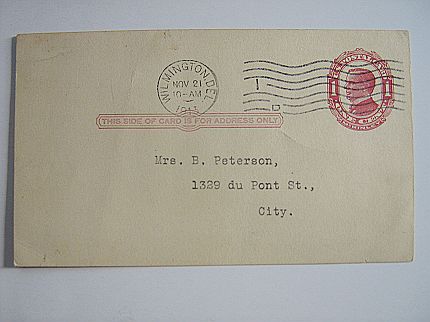 WILMINGTON, DEL.
NOV 21
10-AM
THIS SIDE OF CARD IS FOR ADDRESS ONLY
Mrs. B. Peterson,
1329 du Pont St.,
City.